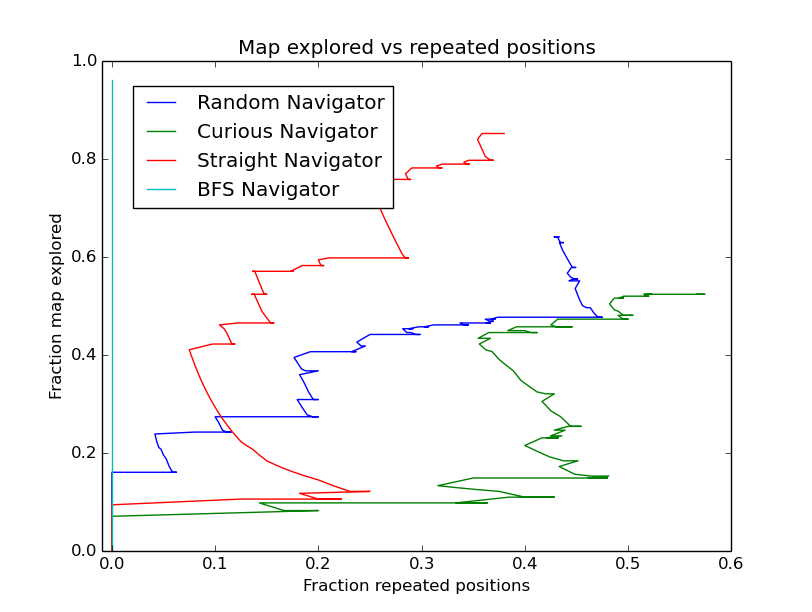 Map explored vs repeated positions
1.0
0.8
0.6
0.4
0.2
0.0
Fraction map explored
Random Navigator
Curious Navigator
Straight Navigator
BFS Navigator
0.0 0.1 0.2 0.3 0.4 0.5 0.6
Fraction repeated positions